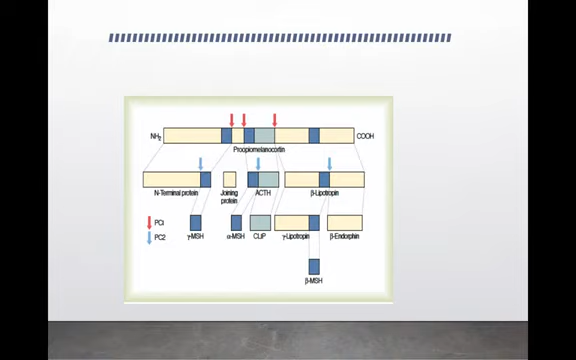 NH2
COOH
Proopiomelanocortin
N-Terminal protein
Joining
protein
ACTH
β-Lipotropin
PC1
PC2
γ-MSH
α-MSH
CLIP
γ-Lipotropin
β-Endorphin
β-MSH